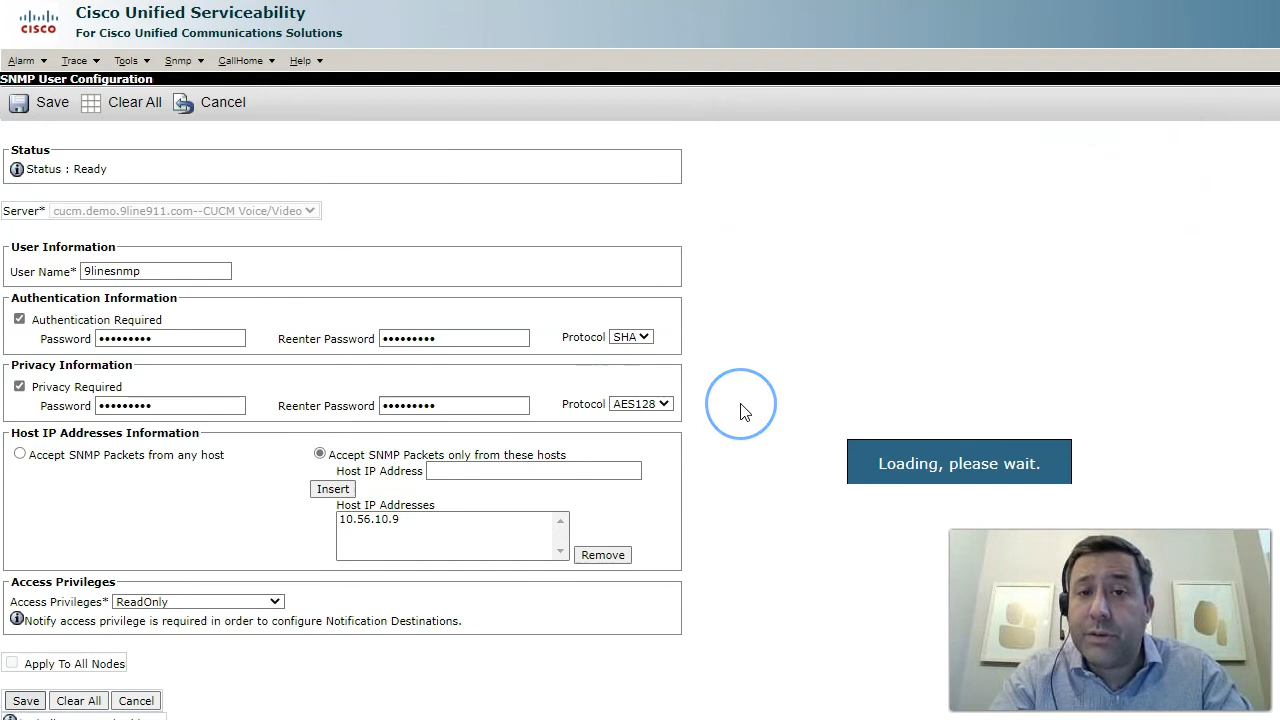 CISCO
Cisco Unified Serviceability
For Cisco Unified Communications Solutions
Alarm Trace Tools Snmp CallHome Help
SNMP User Configuration
Save Clear All Cancel
Status
Status : Ready
Server* cucm.demo.9line911.com--CUCM Voice/Video
User Information
User Name* 9linesnmp
Authentication Information
Authentication Required
Password ••••••••• Reenter Password ••••••••• Protocol SHA
Privacy Information
Privacy Required
Password ••••••••• Reenter Password ••••••••• Protocol AES128
Host IP Addresses Information
Accept SNMP Packets from any host Accept SNMP Packets only from these hosts
Host IP Address
Insert
Host IP Addresses
10.56.10.9
Remove
Loading, please wait.
Access Privileges
Access Privileges* ReadOnly
Notify access privilege is required in order to configure Notification Destinations.
Apply To All Nodes
Save Clear All Cancel